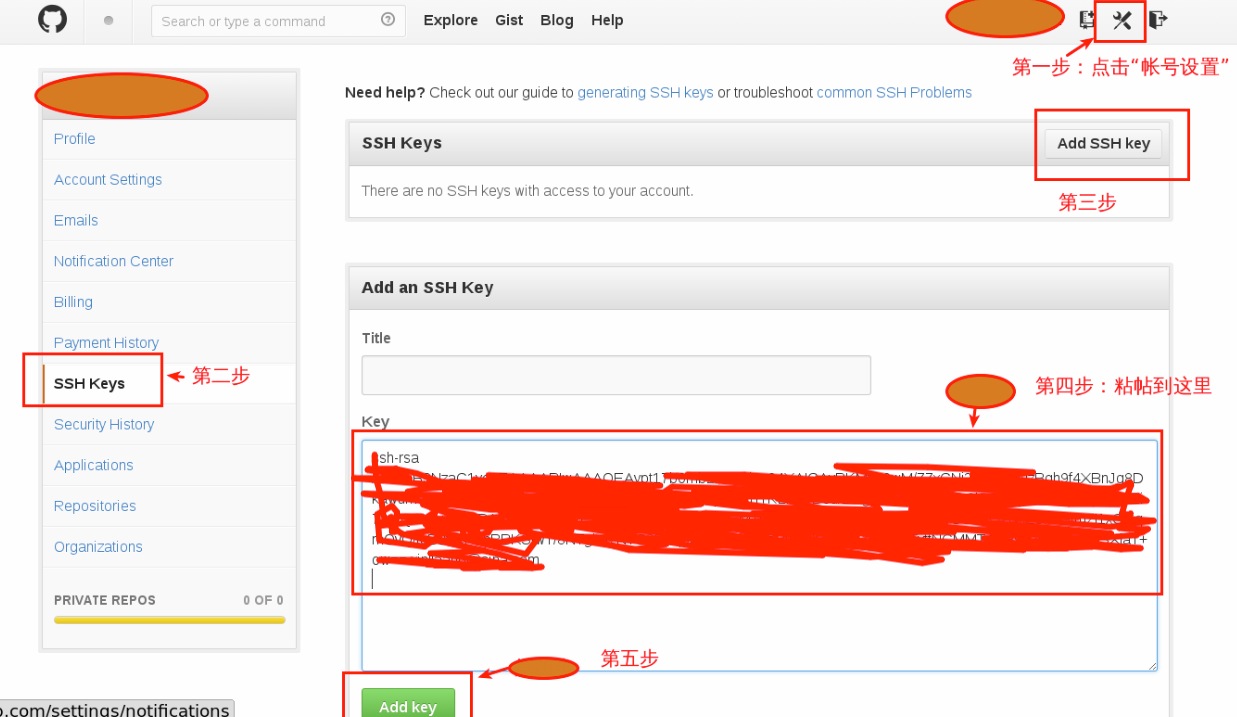 Search or type a command
Explore Gist Blog Help
第一步：点击“帐号设置”
Need help? Check out our guide to generating SSH keys or troubleshoot common SSH Problems
Profile
Account Settings
Emails
Notification Center
Billing
Payment History
SSH Keys
第二步
Security History
Applications
Repositories
Organizations
PRIVATE REPOS 0 OF 0
SSH Keys
Add SSH key
There are no SSH keys with access to your account.
第三步
Add an SSH Key
Title
第四步：粘帖到这里
Key
sh-rsa
第五步
Add key
.com/settings/notifications